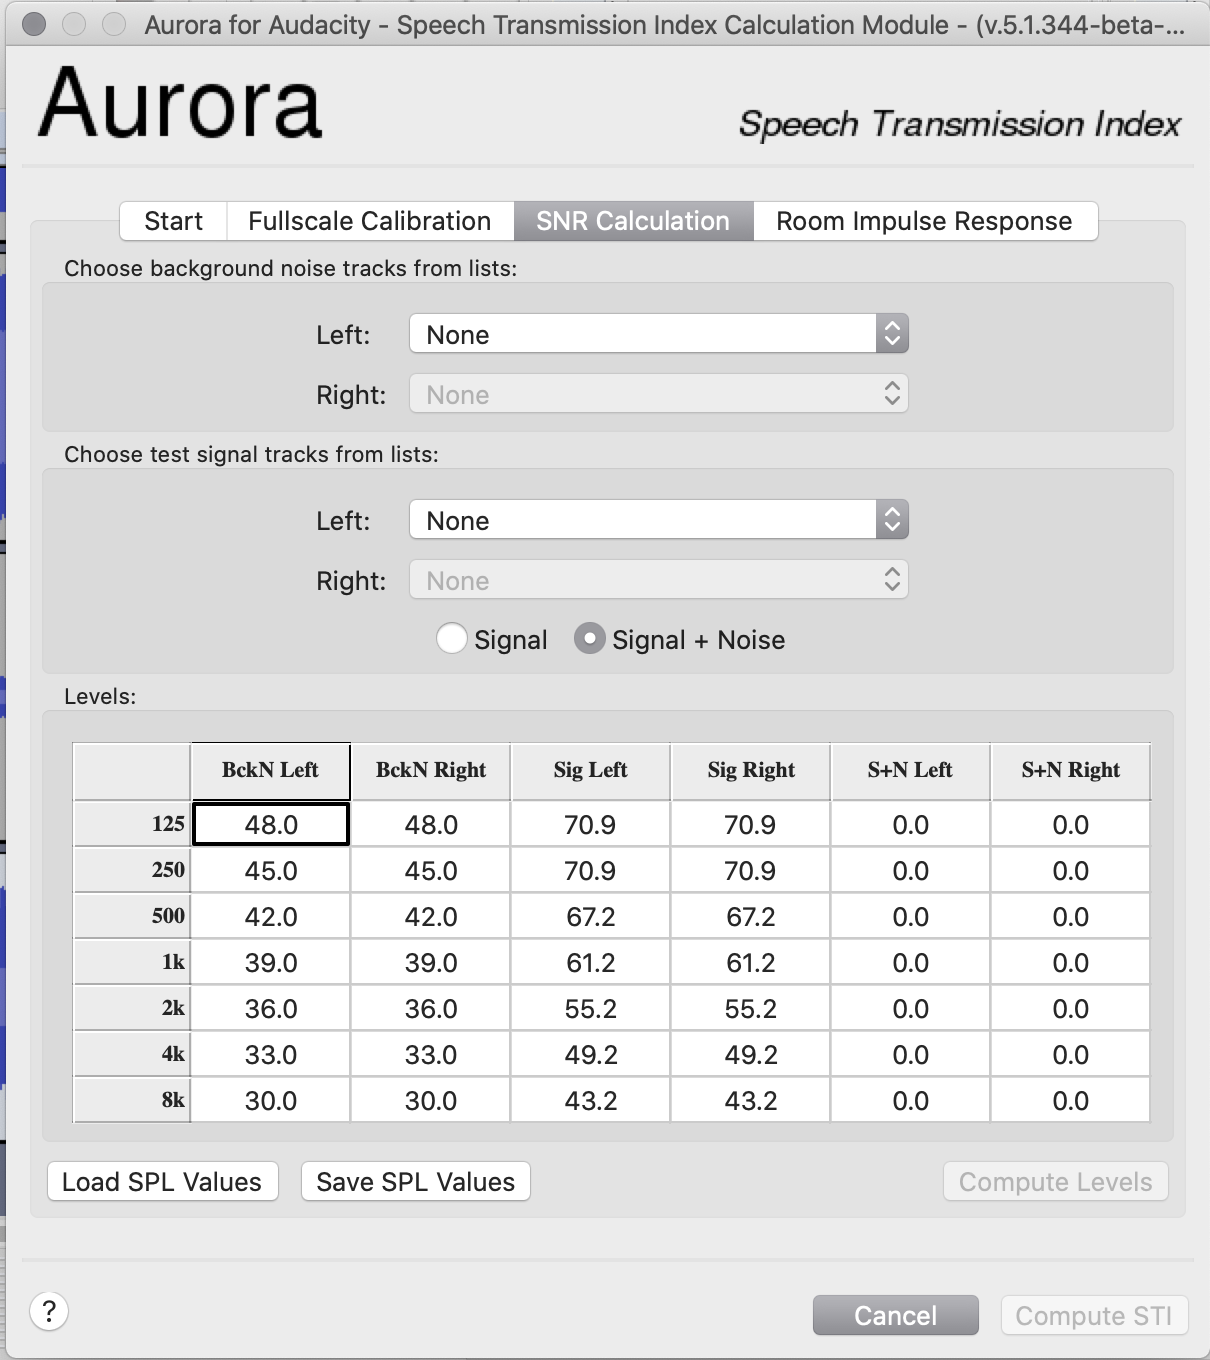 Aurora for Audacity - Speech Transmission Index Calculation Module - (v.5.1.344-beta-...
Aurora
Speech Transmission Index
Start Fullscale Calibration SNR Calculation Room Impulse Response
Choose background noise tracks from lists:
Left: None
Right: None
Choose test signal tracks from lists:
Left: None
Right: None
Signal Signal + Noise
Levels:
BckN Left BckN Right Sig Left Sig Right S+N Left S+N Right
125 48.0 48.0 70.9 70.9 0.0 0.0
250 45.0 45.0 70.9 70.9 0.0 0.0
500 42.0 42.0 67.2 67.2 0.0 0.0
1k 39.0 39.0 61.2 61.2 0.0 0.0
2k 36.0 36.0 55.2 55.2 0.0 0.0
4k 33.0 33.0 49.2 49.2 0.0 0.0
8k 30.0 30.0 43.2 43.2 0.0 0.0
Load SPL Values Save SPL Values Compute Levels
? Cancel Compute STI